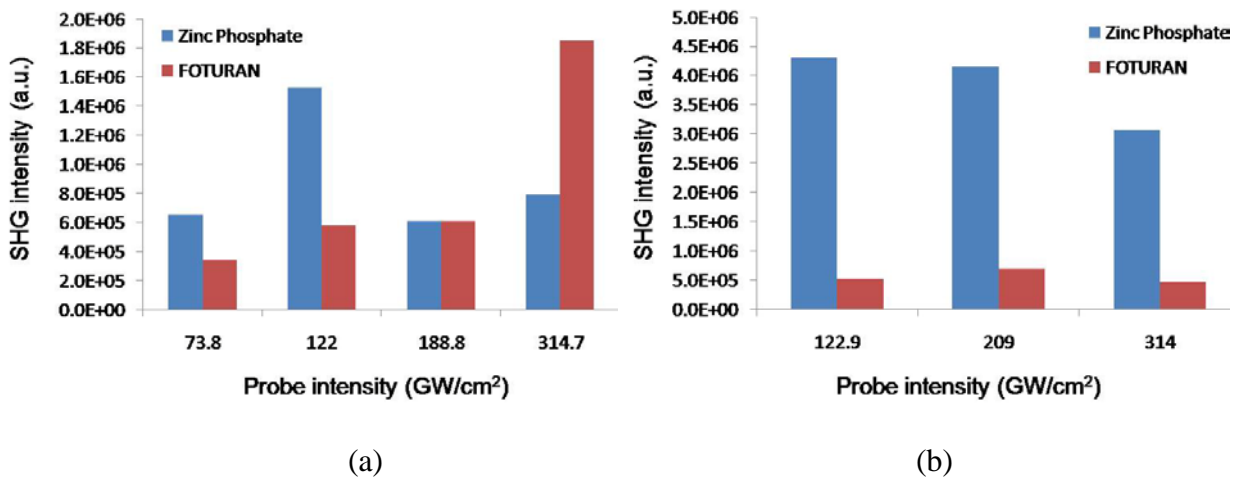 2.0E+06
1.8E+06
1.6E+06
1.4E+06
1.2E+06
1.0E+06
8.0E+05
6.0E+05
4.0E+05
2.0E+05
0.0E+00
SHG intensity (a.u.)
Zinc Phosphate
FOTURAN
73.8 122 188.8 314.7
Probe intensity (GW/cm²)
(a)
5.0E+06
4.5E+06
4.0E+06
3.5E+06
3.0E+06
2.5E+06
2.0E+06
1.5E+06
1.0E+06
5.0E+05
0.0E+00
SHG intensity (a.u.)
Zinc Phosphate
FOTURAN
122.9 209 314
Probe intensity (GW/cm²)
(b)